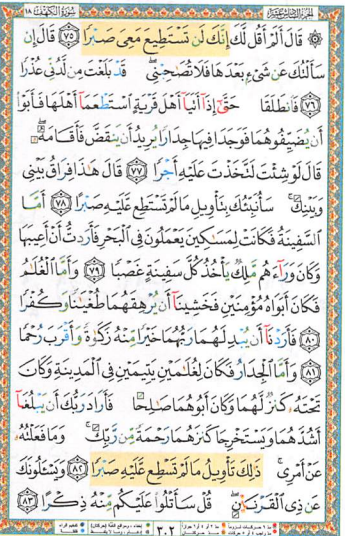 الجزء السادس عشر سورة الكهف ١٨
۞ قَالَ أَلَمْ أَقُل لَّكَ إِنَّكَ لَن تَسْتَطِيعَ مَعِيَ صَبْرًا ٧٥ قَالَ إِن
سَأَلْتُكَ عَن شَيْءٍ بَعْدَهَا فَلَا تُصَاحِبْنِي ۖ قَدْ بَلَغْتَ مِن لَّدُنِّي عُذْرًا
٧٦ فَانطَلَقَا حَتَّىٰ إِذَا أَتَيَا أَهْلَ قَرْيَةٍ اسْتَطْعَمَا أَهْلَهَا فَأَبَوْا
أَن يُضَيِّفُوهُمَا فَوَجَدَا فِيهَا جِدَارًا يُرِيدُ أَن يَنقَضَّ فَأَقَامَهُ ۖ
قَالَ لَوْ شِئْتَ لَتَّخَذْتَ عَلَيْهِ أَجْرًا ٧٧ قَالَ هَٰذَا فِرَاقُ بَيْنِي
وَبَيْنِكَ ۚ سَأُنَبِّئُكَ بِتَأْوِيلِ مَا لَمْ تَسْتَطِع عَّلَيْهِ صَبْرًا ٧٨ أَمَّا
السَّفِينَةُ فَكَانَتْ لِمَسَاكِينَ يَعْمَلُونَ فِي الْبَحْرِ فَأَرَدتُّ أَنْ أَعِيبَهَا
وَكَانَ وَرَاءَهُم مَّلِكٌ يَأْخُذُ كُلَّ سَفِينَةٍ غَصْبًا ٧٩ وَأَمَّا الْغُلَامُ
فَكَانَ أَبَوَاهُ مُؤْمِنَيْنِ فَخَشِينَا أَن يُرْهِقَهُمَا طُغْيَانًا وَكُفْرًا
٨٠ فَأَرَدْنَا أَن يُبْدِلَهُمَا رَبُّهُمَا خَيْرًا مِّنْهُ زَكَاةً وَأَقْرَبَ رُحْمًا
٨١ وَأَمَّا الْجِدَارُ فَكَانَ لِغُلَامَيْنِ يَتِيمَيْنِ فِي الْمَدِينَةِ وَكَانَ
تَحْتَهُ كَنزٌ لَّهُمَا وَكَانَ أَبُوهُمَا صَالِحًا فَأَرَادَ رَبُّكَ أَن يَبْلُغَا
أَشُدَّهُمَا وَيَسْتَخْرِجَا كَنزَهُمَا رَحْمَةً مِّن رَّبِّكَ ۚ وَمَا فَعَلْتُهُ
عَنْ أَمْرِي ۚ ذَٰلِكَ تَأْوِيلُ مَا لَمْ تَسْطِع عَّلَيْهِ صَبْرًا ٨٢ وَيَسْأَلُونَكَ
عَن ذِي الْقَرْنَيْنِ ۖ قُلْ سَأَتْلُو عَلَيْكُم مِّنْهُ ذِكْرًا ٨٣
٣٠٢